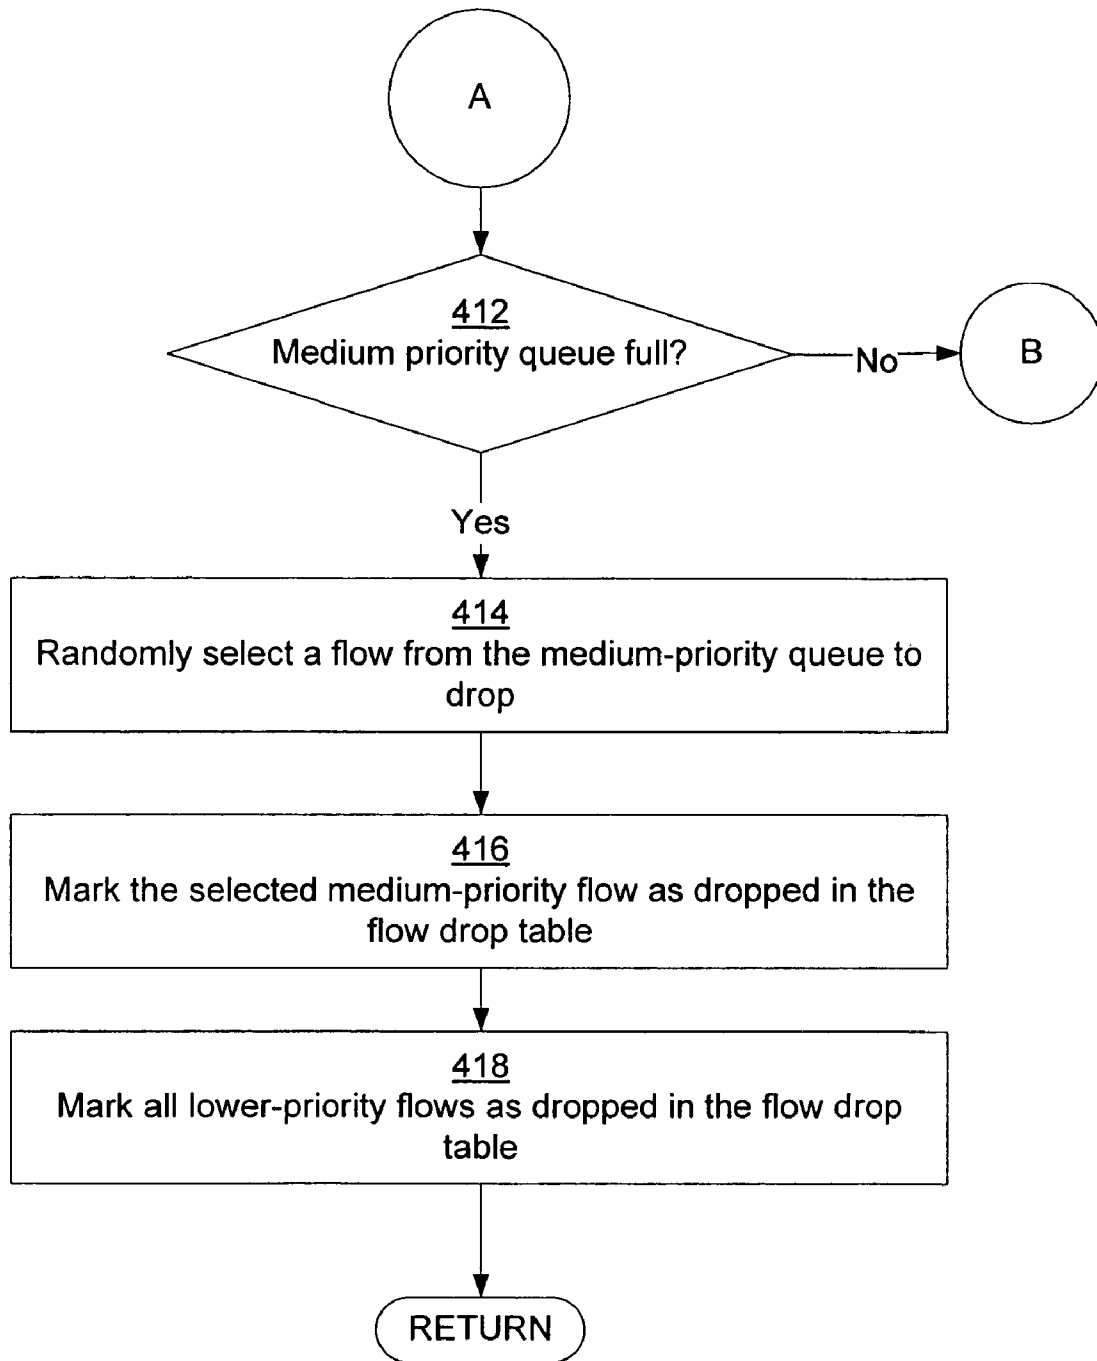 A
412
Medium priority queue full?
No
B
Yes
414
Randomly select a flow from the medium-priority queue to
drop
416
Mark the selected medium-priority flow as dropped in the
flow drop table
418
Mark all lower-priority flows as dropped in the flow drop
table
RETURN